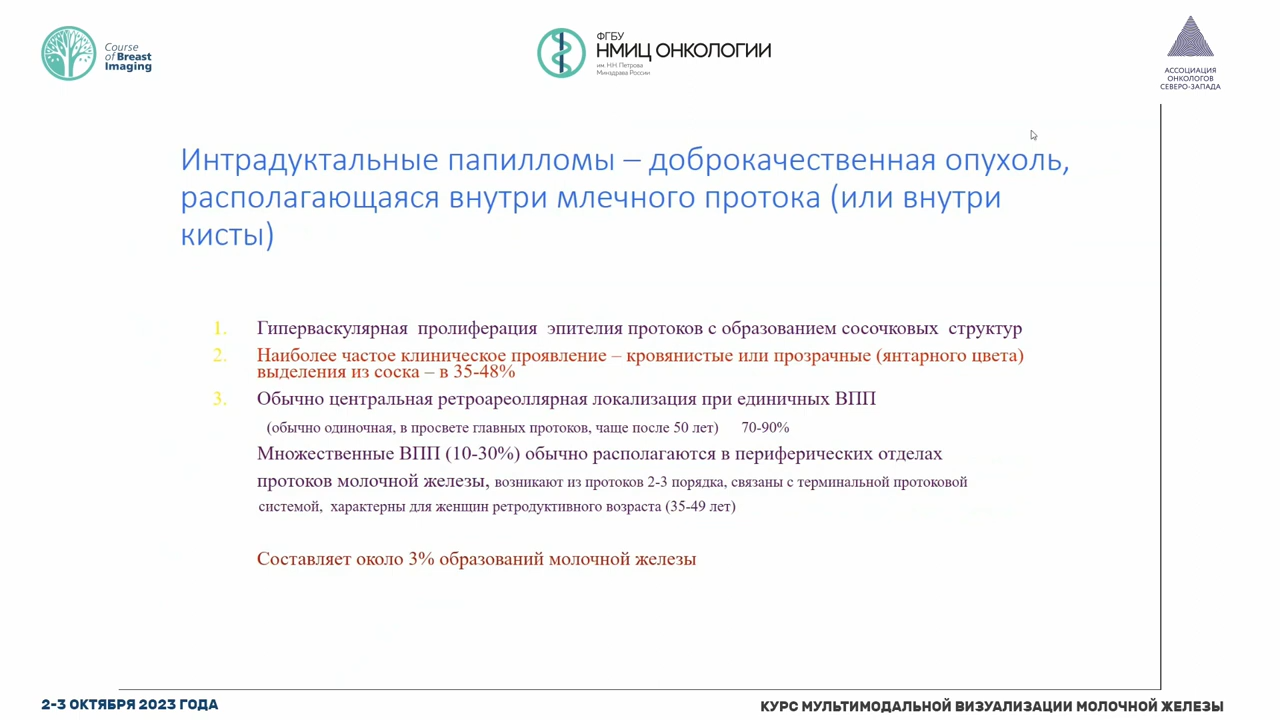 Course
of Breast
Imaging
ФГБУ
НМИЦ ОНКОЛОГИИ
им. Н.Н. Петрова
Минздрава России
АССОЦИАЦИЯ
ОНКОЛОГОВ
СЕВЕРО-ЗАПАДА
Интрадуктальные папилломы – доброкачественная опухоль,
располагающаяся внутри млечного протока (или внутри
кисты)
1. Гиперваскулярная пролиферация эпителия протоков с образованием сосочковых структур
2. Наиболее частое клиническое проявление – кровянистые или прозрачные (янтарного цвета)
выделения из соска – в 35-48%
3. Обычно центральная ретроареоллярная локализация при единичных ВПП
(обычно одиночная, в просвете главных протоков, чаще после 50 лет) 70-90%
Множественные ВПП (10-30%) обычно располагаются в периферических отделах
протоков молочной железы, возникают из протоков 2-3 порядка, связаны с терминальной протоковой
системой, характерны для женщин ретродуктивного возраста (35-49 лет)
Составляет около 3% образований молочной железы
2-3 ОКТЯБРЯ 2023 ГОДА
КУРС МУЛЬТИМОДАЛЬНОЙ ВИЗУАЛИЗАЦИИ МОЛОЧНОЙ ЖЕЛЕЗЫ